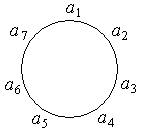 a₁
a₇ a₂
a₆ a₃
a₅ a₄